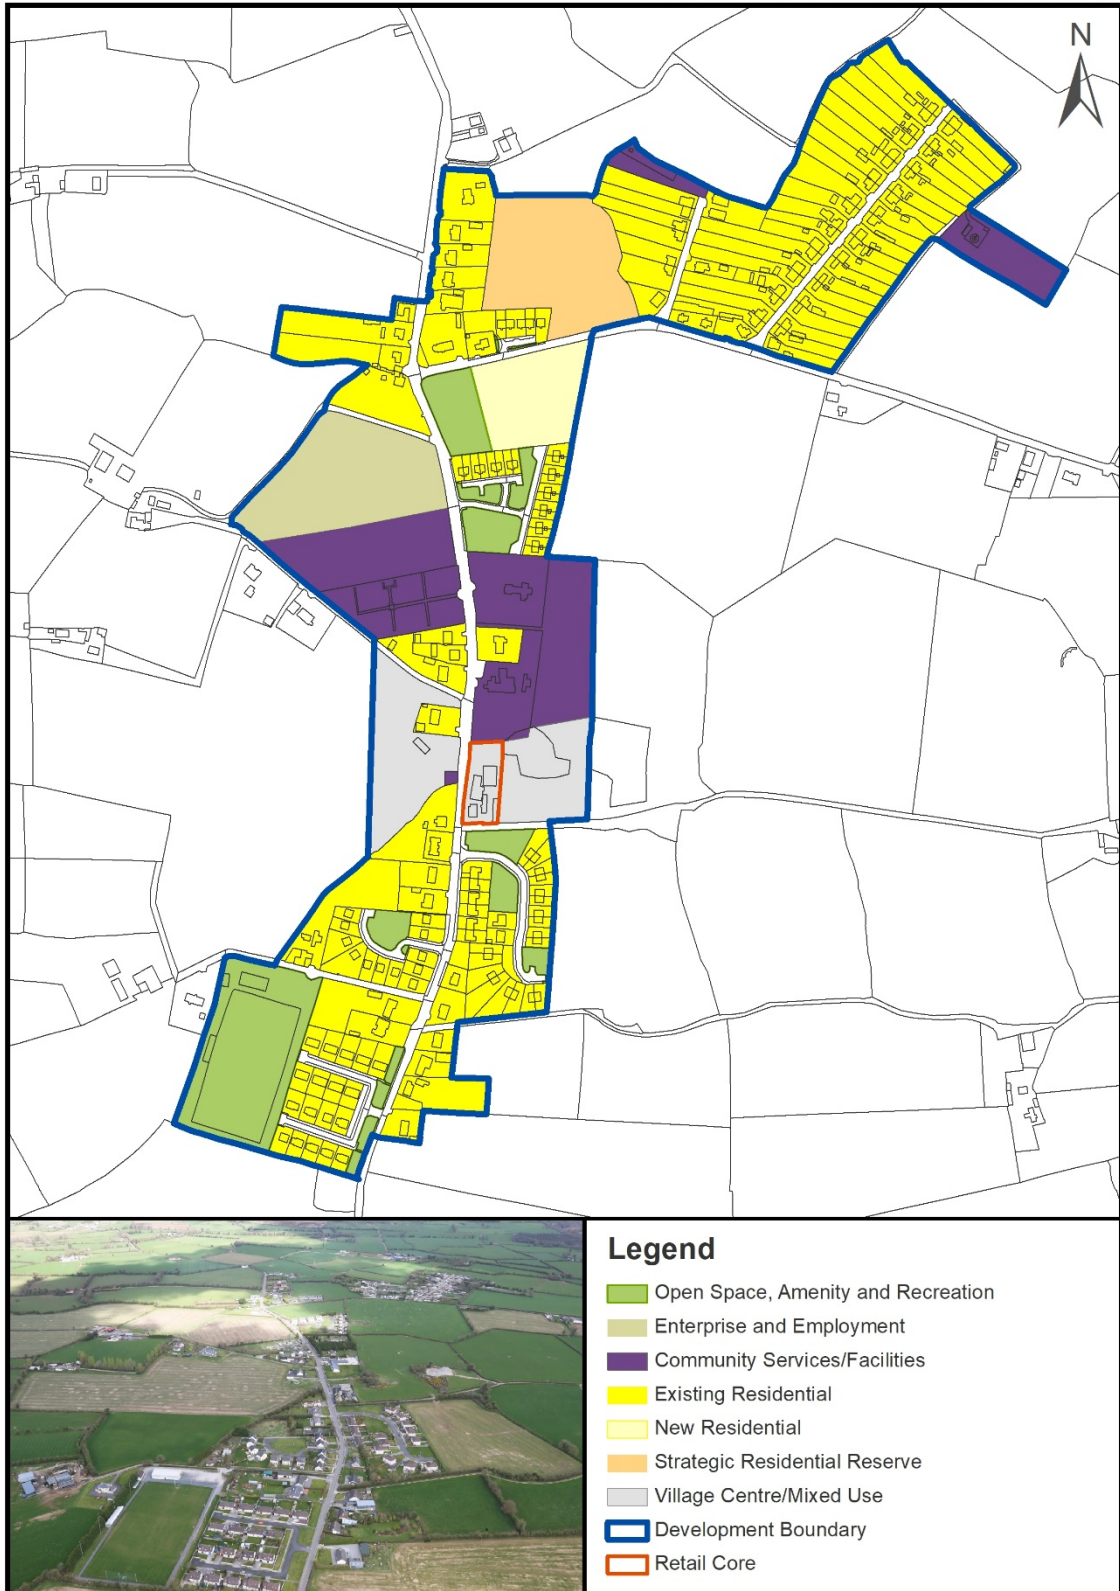 N
Legend
Open Space, Amenity and Recreation
Enterprise and Employment
Community Services/Facilities
Existing Residential
New Residential
Strategic Residential Reserve
Village Centre/Mixed Use
Development Boundary
Retail Core